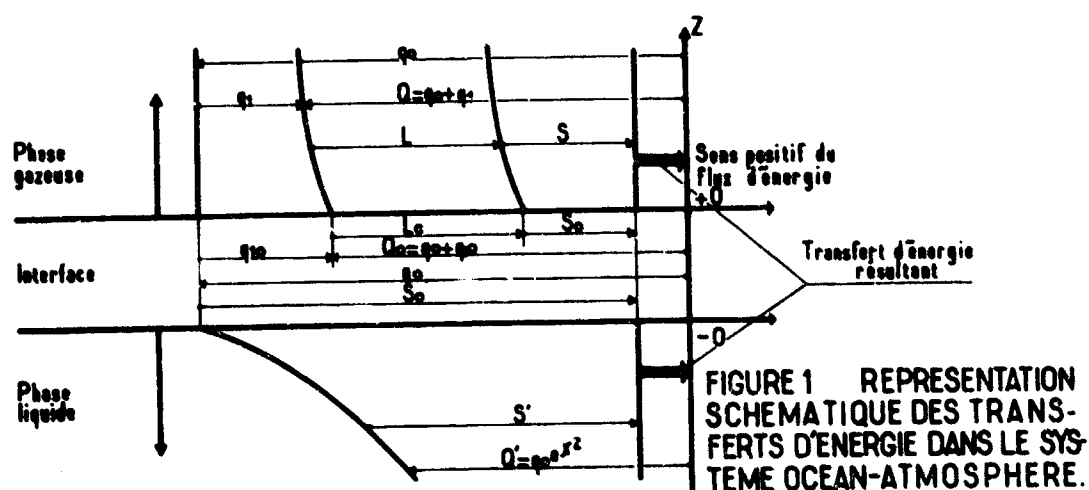 Z
q₀
q₁
Q=q₀+q₁
L
S
Phase
gazeuse
Sens positif du
flux d'énergie
+0
L₀
S₀
q₁₀
Interface
q₀
Transfert d'énergie
résultant
-0
Phase
liquide
S'
FIGURE 1 REPRESENTATION
SCHEMATIQUE DES TRANS-
FERTS D'ENERGIE DANS LE SYS-
TEME OCEAN-ATMOSPHERE.